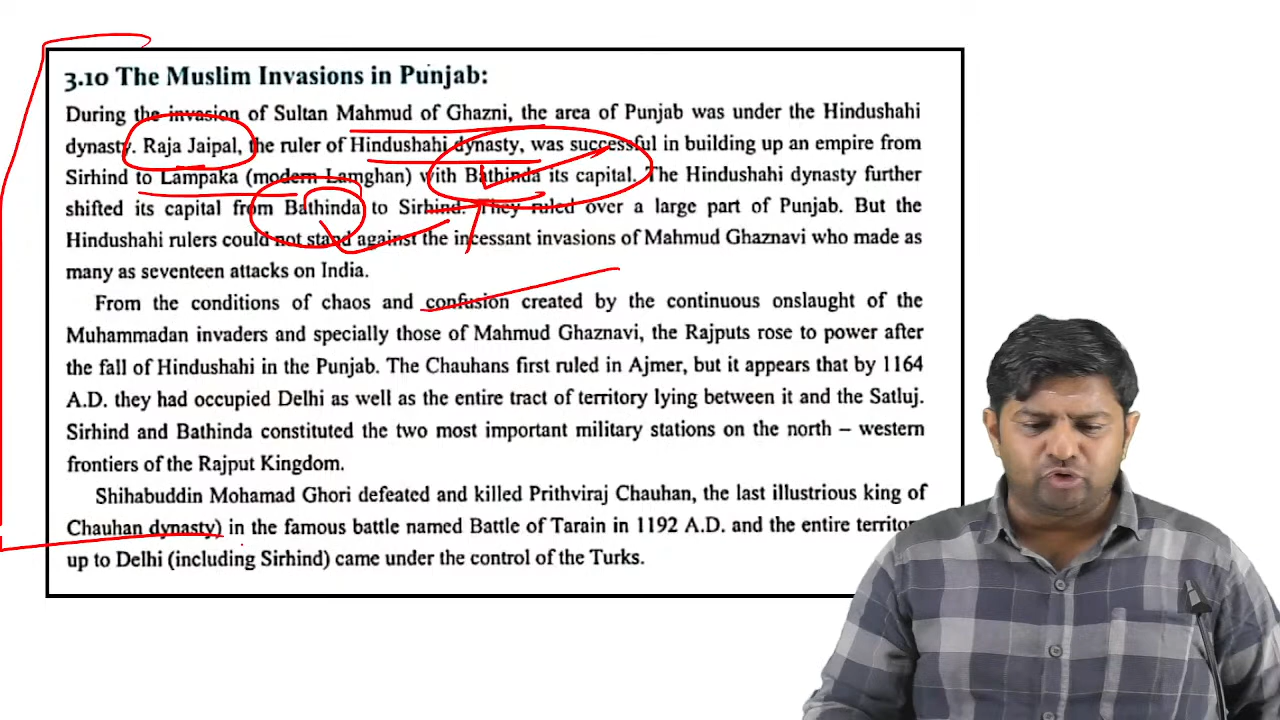 3.10 The Muslim Invasions in Punjab:
During the invasion of Sultan Mahmud of Ghazni, the area of Punjab was under the Hindushahi
dynasty. Raja Jaipal, the ruler of Hindushahi dynasty, was successful in building up an empire from
Sirhind to Lampaka (modern Lamghan) with Bathinda its capital. The Hindushahi dynasty further
shifted its capital from Bathinda to Sirhind. They ruled over a large part of Punjab. But the
Hindushahi rulers could not stand against the incessant invasions of Mahmud Ghaznavi who made as
many as seventeen attacks on India.
From the conditions of chaos and confusion created by the continuous onslaught of the
Muhammadan invaders and specially those of Mahmud Ghaznavi, the Rajputs rose to power after
the fall of Hindushahi in the Punjab. The Chauhans first ruled in Ajmer, but it appears that by 1164
A.D. they had occupied Delhi as well as the entire tract of territory lying between it and the Satluj.
Sirhind and Bathinda constituted the two most important military stations on the north – western
frontiers of the Rajput Kingdom.
Shihabuddin Mohamad Ghori defeated and killed Prithviraj Chauhan, the last illustrious king of
Chauhan dynasty) in the famous battle named Battle of Tarain in 1192 A.D. and the entire
up to Delhi (including Sirhind) came under the control of the Turks.